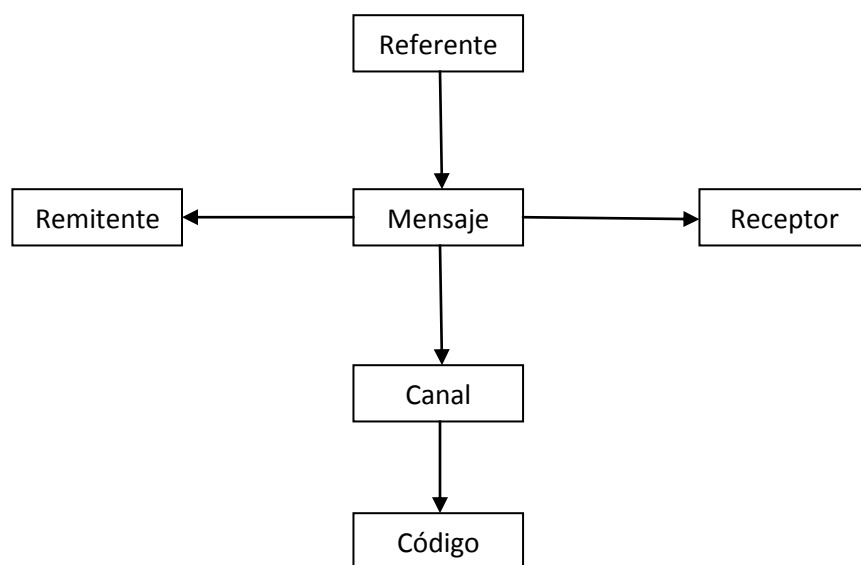 Referente
Remitente
Mensaje
Receptor
Canal
Código